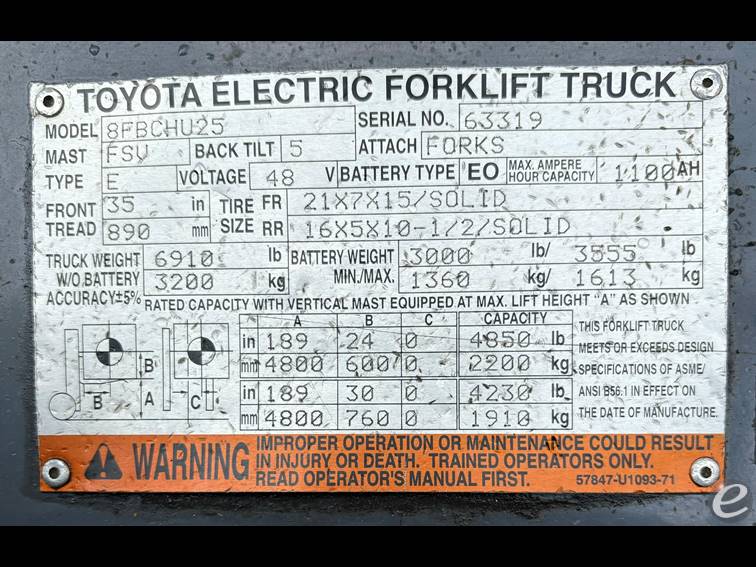 TOYOTA ELECTRIC FORKLIFT TRUCK
MODEL 8FBCHU25 SERIAL NO. 63319
MAST FSV BACK TILT 5 ATTACH FORKS
TYPE E VOLTAGE 48 V BATTERY TYPE EO MAX. AMPERE HOUR CAPACITY 1100 AH
FRONT TREAD 35 in TIRE SIZE FR 21X7X15/SOLID
890 mm RR 16X5X10-1/2/SOLID
TRUCK WEIGHT 6910 lb BATTERY WEIGHT 3000 lb/ 3555 lb
W/O BATTERY 3200 kg MIN./MAX. 1360 kg/ 1613 kg
ACCURACY±5%
RATED CAPACITY WITH VERTICAL MAST EQUIPPED AT MAX. LIFT HEIGHT "A" AS SHOWN
A B C CAPACITY
in 189 24 0 4850 lb
mm 4800 600 0 2200 kg
in 189 30 0 4230 lb
mm 4800 760 0 1910 kg
B
B A C
THIS FORKLIFT TRUCK
MEETS OR EXCEEDS DESIGN
SPECIFICATIONS OF ASME/
ANSI B56.1 IN EFFECT ON
THE DATE OF MANUFACTURE.
WARNING
IMPROPER OPERATION OR MAINTENANCE COULD RESULT
IN INJURY OR DEATH. TRAINED OPERATORS ONLY.
READ OPERATOR'S MANUAL FIRST. 57847-U1093-71
e